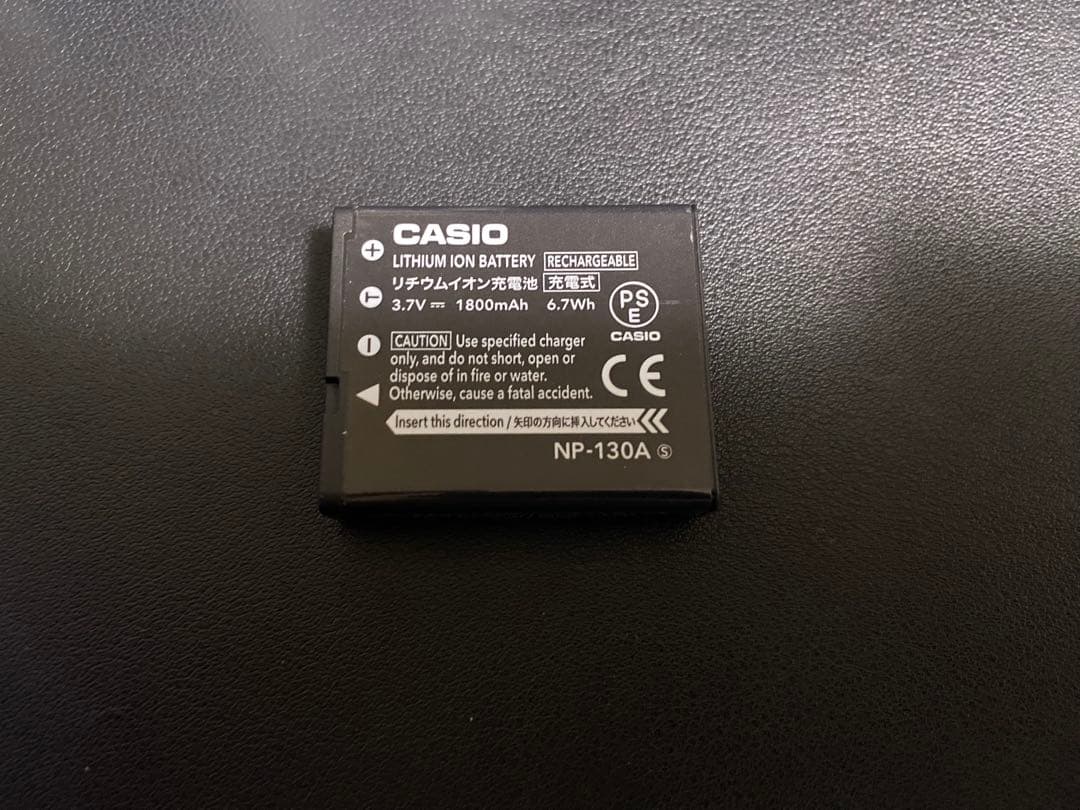 CASIO
LITHIUM ION BATTERY RECHARGEABLE
リチウムイオン充電池 充電式
3.7V 1800mAh 6.7Wh
PS
E
CASIO
CAUTION Use specified charger
only, and do not short, open or
dispose of in fire or water.
Otherwise, cause a fatal accident.
CE
Insert this direction / 矢印の方向に挿入してください
NP-130A S
+
T
−